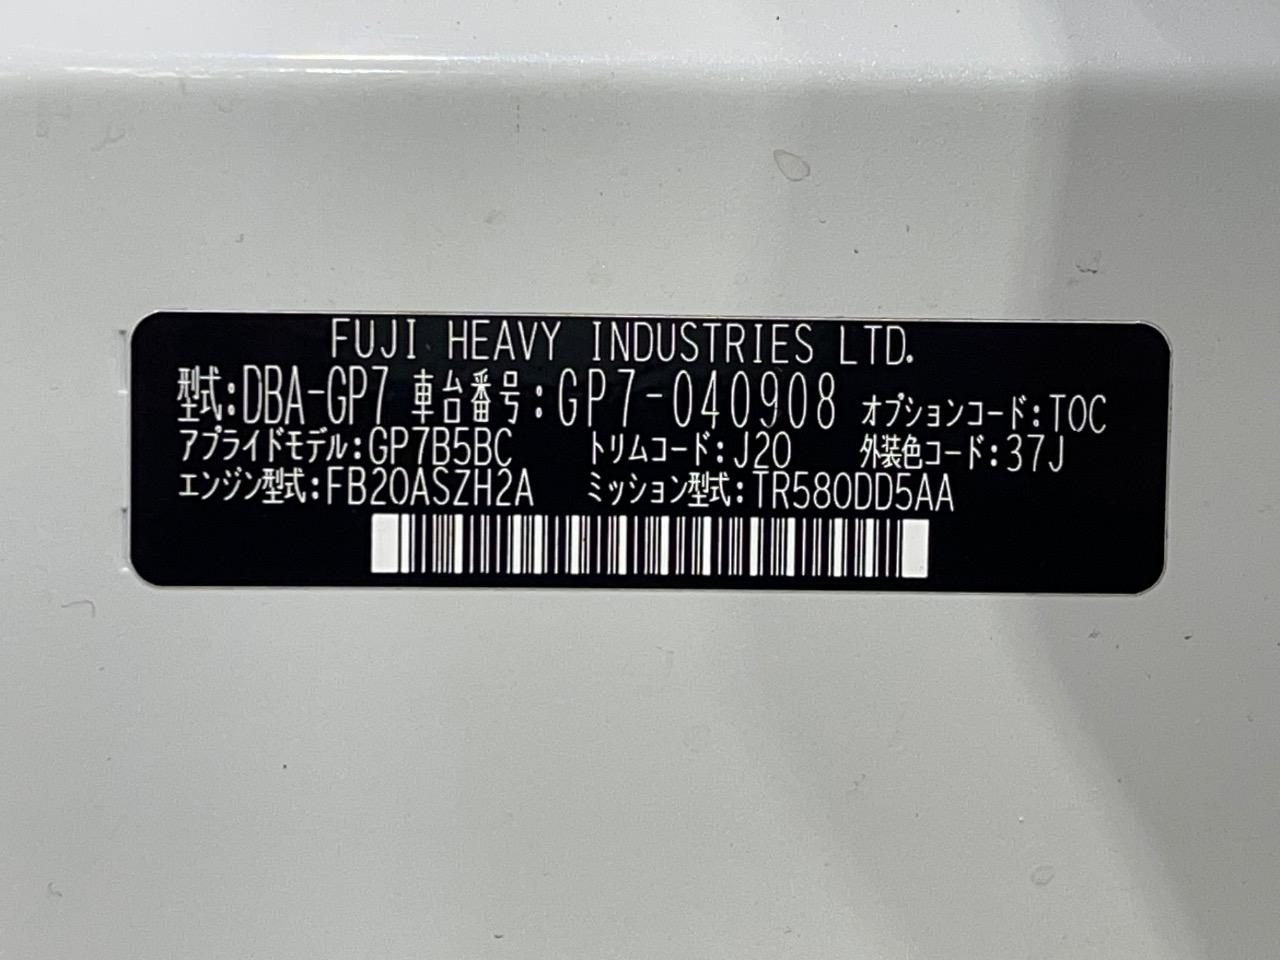 FUJI HEAVY INDUSTRIES LTD.
型式:DBA-GP7 車台番号:GP7-040908 オプションコード:TOC
アプライドモデル:GP7B5BC トリムコード:J20 外装色コード:37J
エンジン型式:FB20ASZH2A ミッション型式:TR580DD5AA